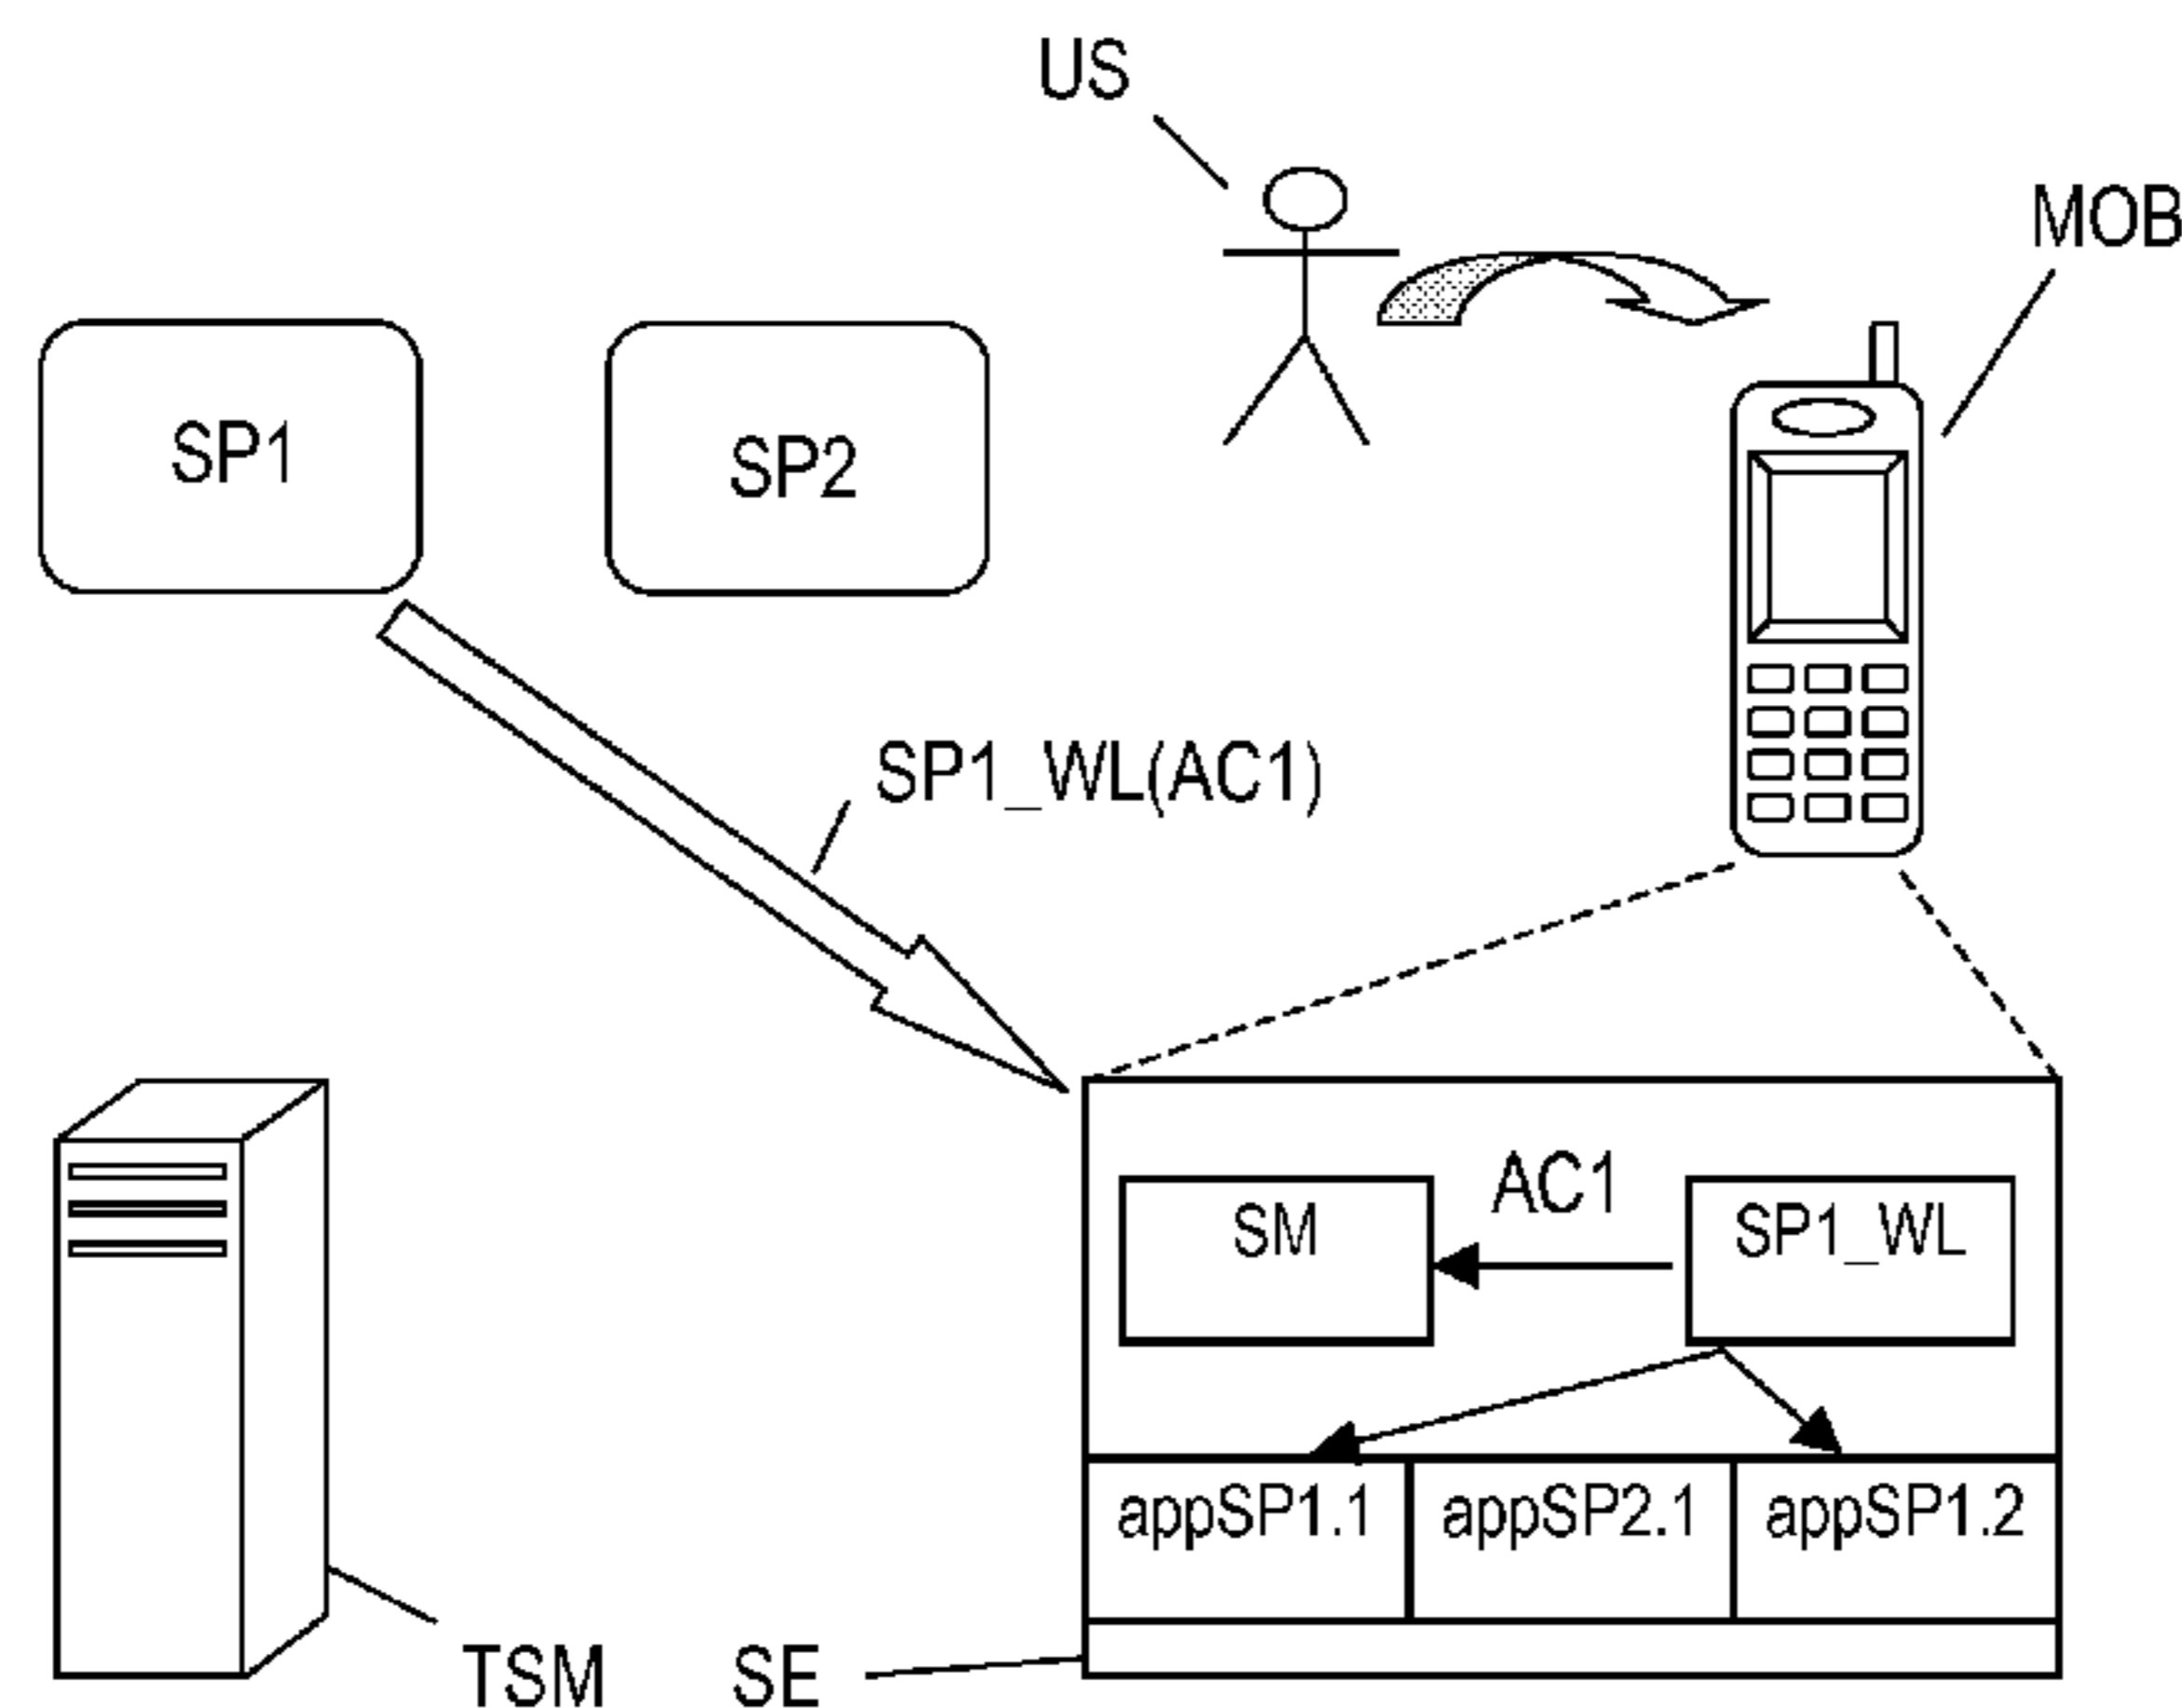 US
MOB
SP1
SP2
SP1_WL(AC1)
AC1
SM
SP1_WL
appSP1.1
appSP2.1
appSP1.2
TSM
SE